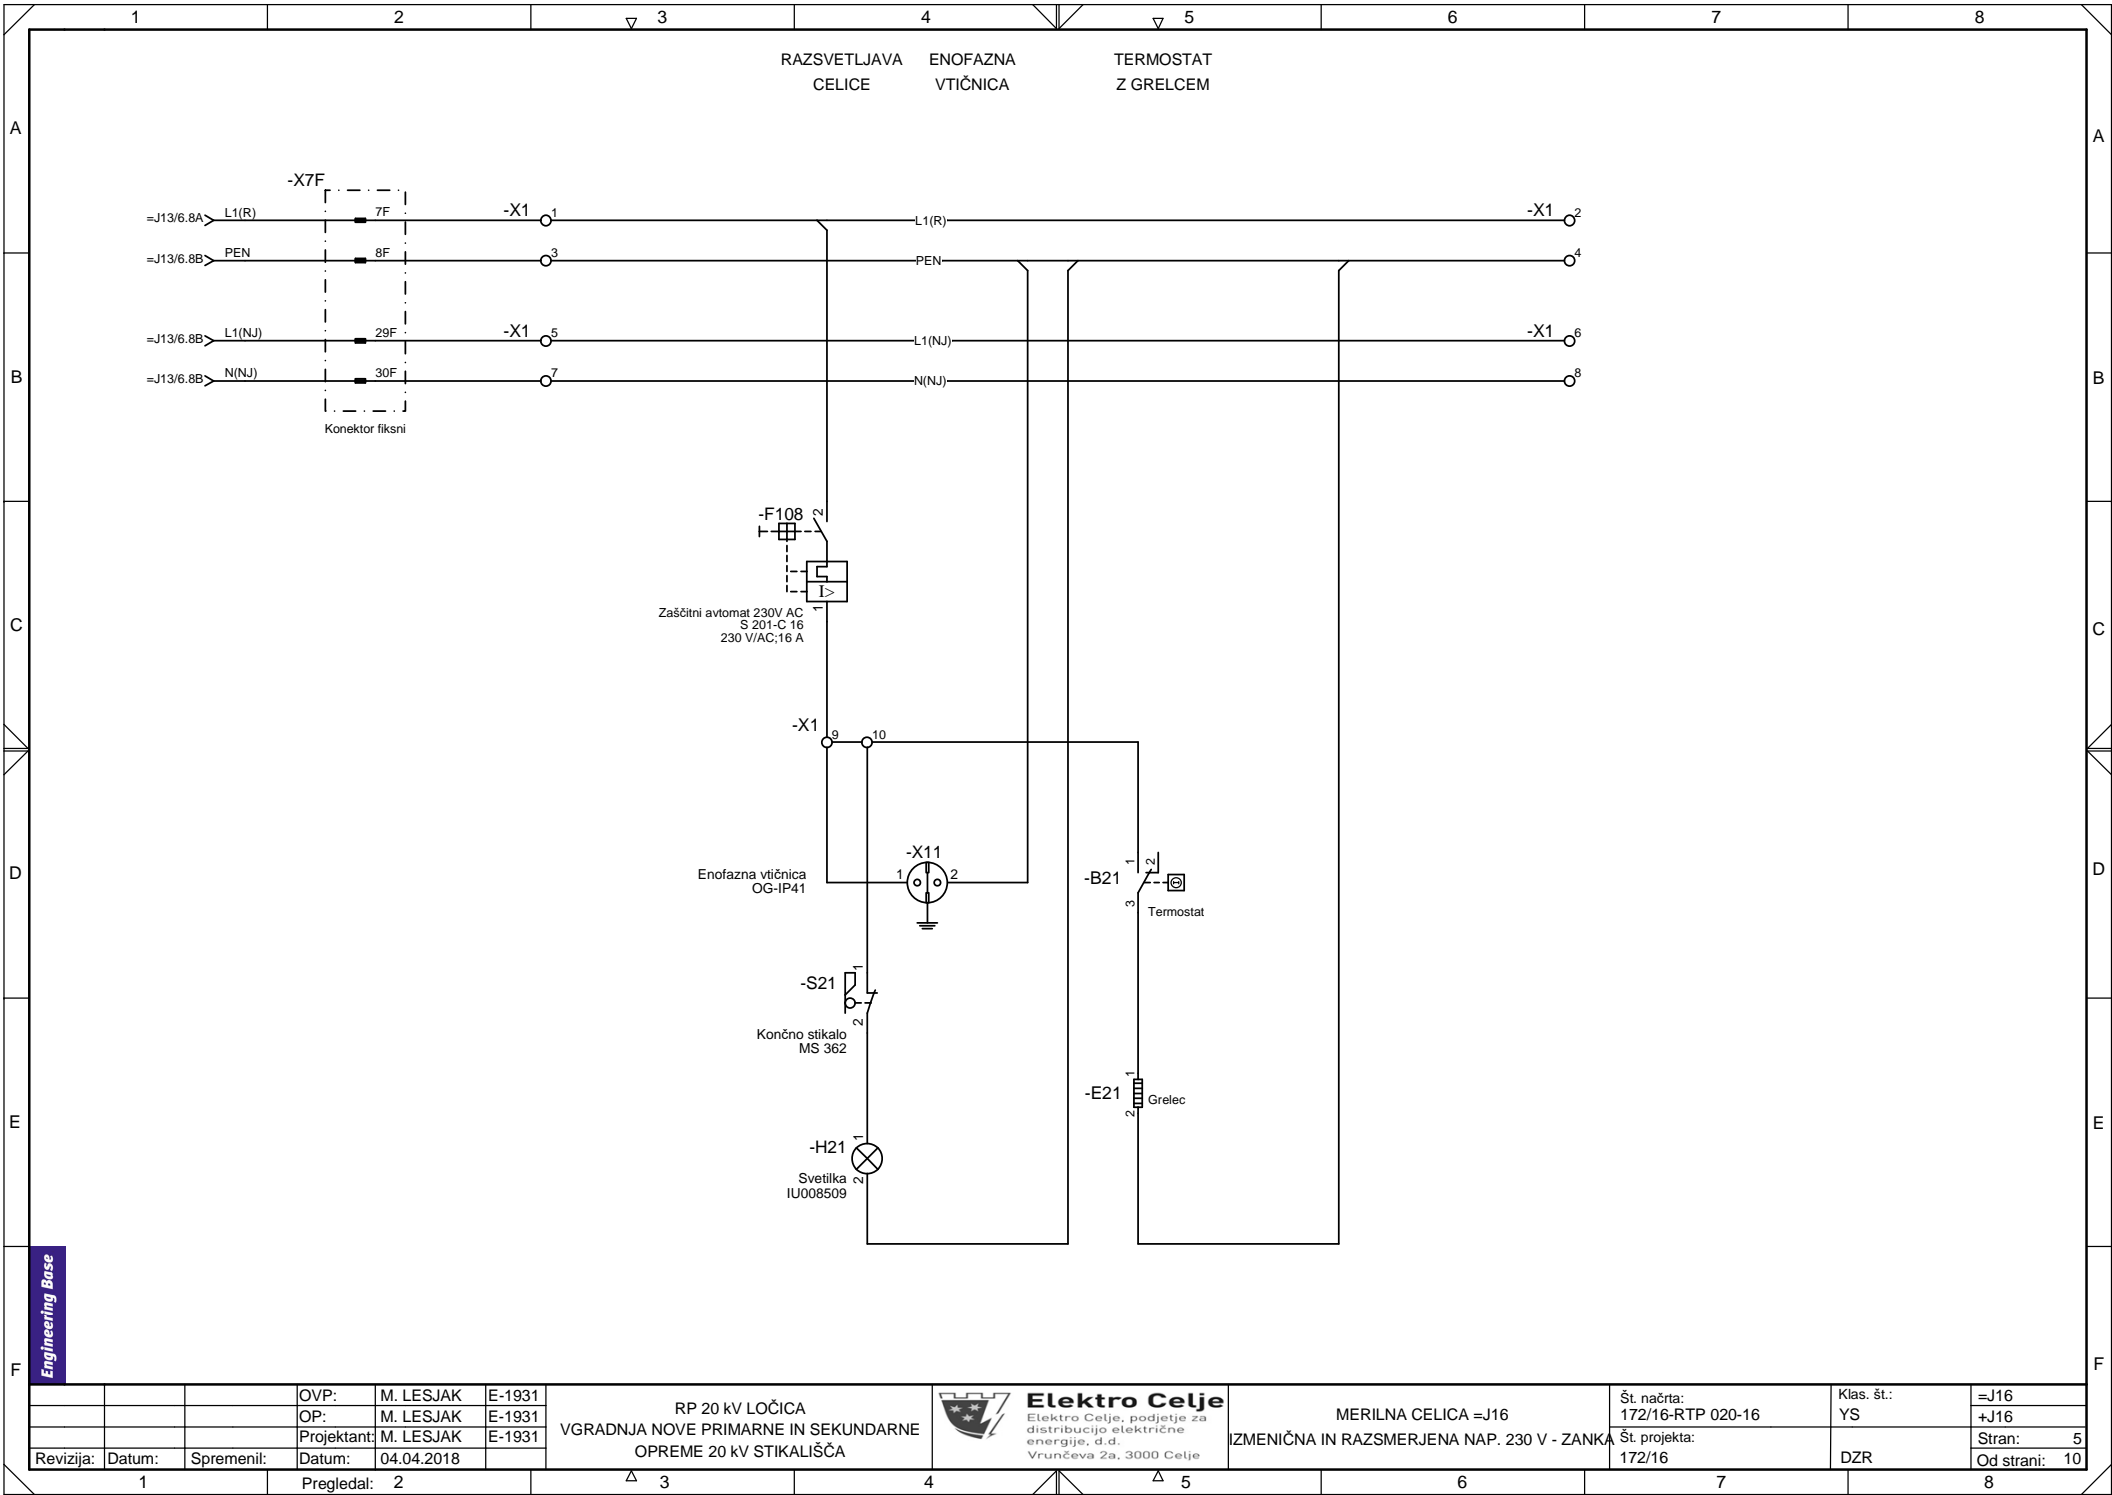 1 2 3 4 5 6 7 8
RAZSVETLJAVA ENOFAZNA TERMOSTAT
CELICE VTIČNICA Z GRELCEM
A A
-X7F
=J13/6.8A L1(R) 7F -X1 1 L1(R) -X1 2
=J13/6.8B PEN 8F 3 PEN 4
=J13/6.8B L1(NJ) 29F -X1 5 L1(NJ) -X1 6
=J13/6.8B N(NJ) 30F 7 N(NJ) 8
B B
Konektor fiksni
-F108 2
I>
1
Zaščitni avtomat 230V AC
S 201-C 16
230 V/AC;16 A
C C
-X1 9 10
-X11
1 2
Enofazna vtičnica
OG-IP41
D D
-B21 1 2
3 Termostat
-S21 1
2
Končno stikalo
MS 362
-E21 1
2 Grelec
E E
-H21 1
2
Svetilka
IU008509
Engineering Base
F F
OVP: M. LESJAK E-1931
OP: M. LESJAK E-1931
Projektant: M. LESJAK E-1931
Revizija: Datum: Spremenil: Datum: 04.04.2018
RP 20 kV LOČICA
VGRADNJA NOVE PRIMARNE IN SEKUNDARNE
OPREME 20 kV STIKALIŠČA
Elektro Celje
Elektro Celje, podjetje za
distribucijo električne
energije, d.d.
Vrunčeva 2a, 3000 Celje
MERILNA CELICA =J16
IZMENIČNA IN RAZSMERJENA NAP. 230 V - ZANKA
Št. načrta:
172/16-RTP 020-16
Št. projekta:
172/16
Klas. št.:
YS
DZR
=J16
+J16
Stran: 5
Od strani: 10
1 Pregledal: 2 3 4 5 6 7 8